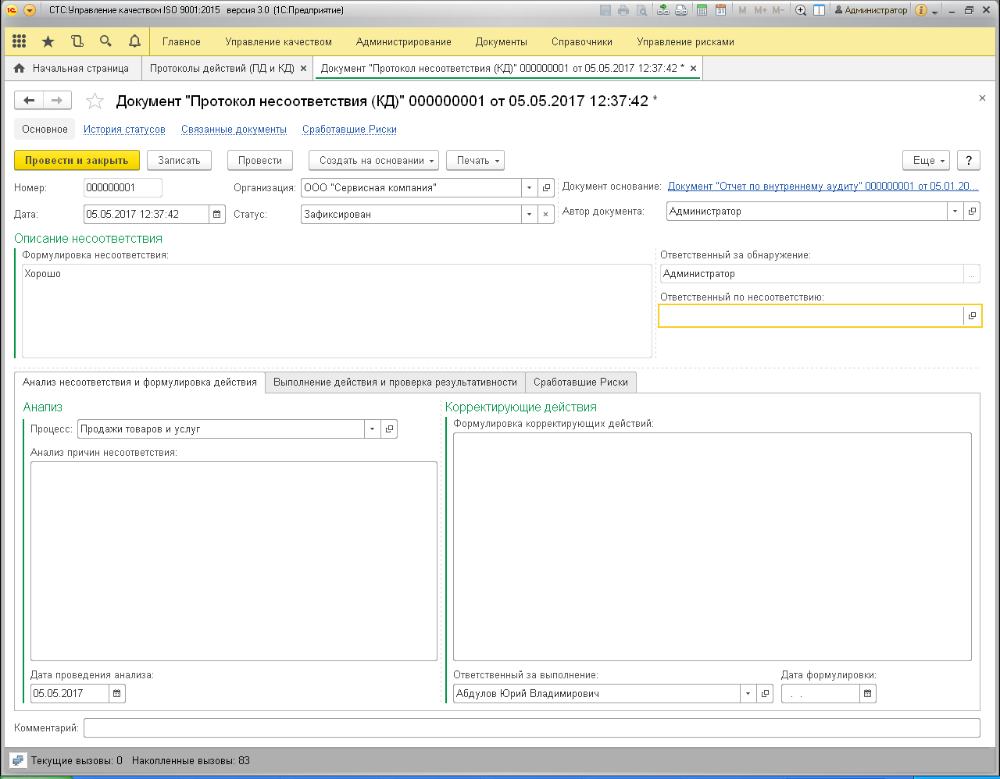 СТС:Управление качеством ISO 9001:2015 версия 3.0 (1С:Предприятие)
M M+ M- Администратор
Главное Управление качеством Администрирование Документы Справочники Управление рисками
Начальная страница Протоколы действий (ПД и КД) × Документ "Протокол несоответствия (КД)" 000000001 от 05.05.2017 12:37:42 * ×
Документ "Протокол несоответствия (КД)" 000000001 от 05.05.2017 12:37:42 *
Основное История статусов Связанные документы Сработавшие Риски
Провести и закрыть Записать Провести Создать на основании Печать Еще ?
Номер: 000000001 Организация: ООО "Сервисная компания" Документ основание: Документ "Отчет по внутреннему аудиту" 000000001 от 05.01.20...
Дата: 05.05.2017 12:37:42 Статус: Зафиксирован Автор документа: Администратор
Описание несоответствия
Формулировка несоответствия: Ответственный за обнаружение:
Хорошо Администратор ...
Ответственный по несоответствию:
Анализ несоответствия и формулировка действия Выполнение действия и проверка результативности Сработавшие Риски
Анализ Корректирующие действия
Процесс: Продажи товаров и услуг Формулировка корректирующих действий:
Анализ причин несоответствия:
Дата проведения анализа: Ответственный за выполнение: Дата формулировки:
05.05.2017 Абдулов Юрий Владимирович . .
Комментарий:
Текущие вызовы: 0 Накопленные вызовы: 83